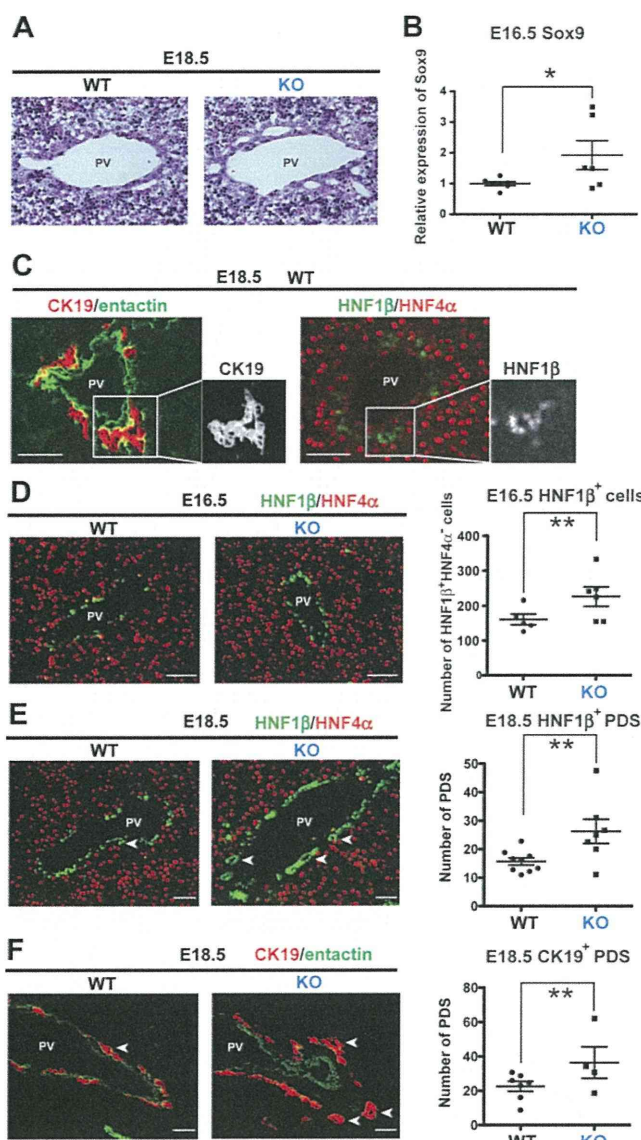 A
E18.5
WT KO
PV PV
B
E16.5 Sox9
*
Relative expression of Sox9
4
3
2
1
0
WT KO
C
E18.5 WT
CK19/entactin HNF1β/HNF4α
CK19 HNF1β
PV PV
D
E16.5 HNF1β/HNF4α
WT KO
PV PV
E16.5 HNF1β⁺ cells
**
Number of HNF1β⁺HNF4α⁻ cells
400
300
200
100
0
WT KO
E
E18.5 HNF1β/HNF4α
WT KO
PV PV
E18.5 HNF1β⁺ PDS
**
Number of PDS
50
40
30
20
10
0
WT KO
F
E18.5 CK19/entactin
WT KO
PV PV
E18.5 CK19⁺ PDS
**
Number of PDS
80
60
40
20
0
WT KO